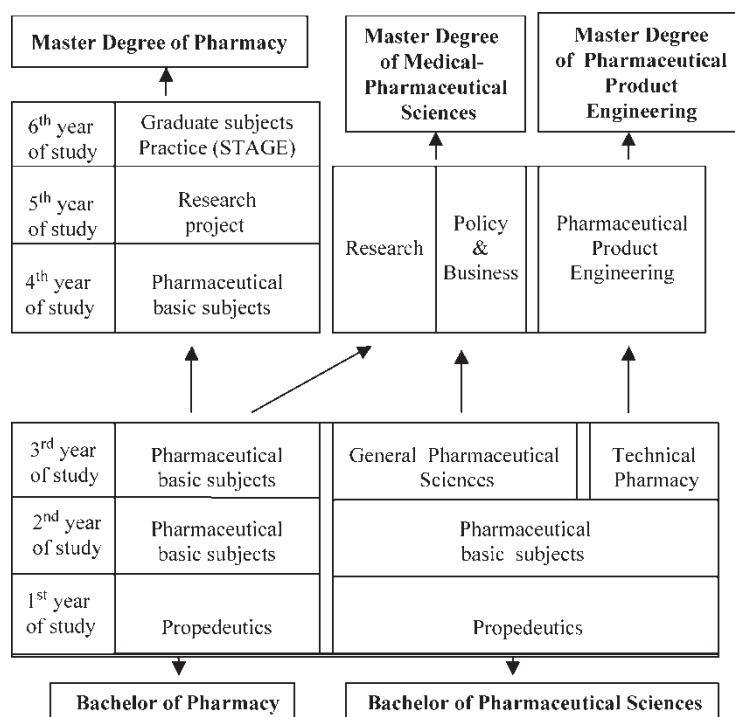 Master Degree of Pharmacy
Master Degree
of Medical-
Pharmaceutical
Sciences
Master Degree
of Pharmaceutical
Product
Engineering
6th year
of study
Graduate subjects
Practice (STAGE)
5th year
of study
Research
project
4th year
of study
Pharmaceutical
basic subjects
Research
Policy
&
Business
Pharmaceutical
Product
Engineering
3rd year
of study
Pharmaceutical
basic subjects
General Pharmaceutical
Sciences
Technical
Pharmacy
2nd year
of study
Pharmaceutical
basic subjects
Pharmaceutical
basic subjects
1st year
of study
Propedeutics
Propedeutics
Bachelor of Pharmacy
Bachelor of Pharmaceutical Sciences